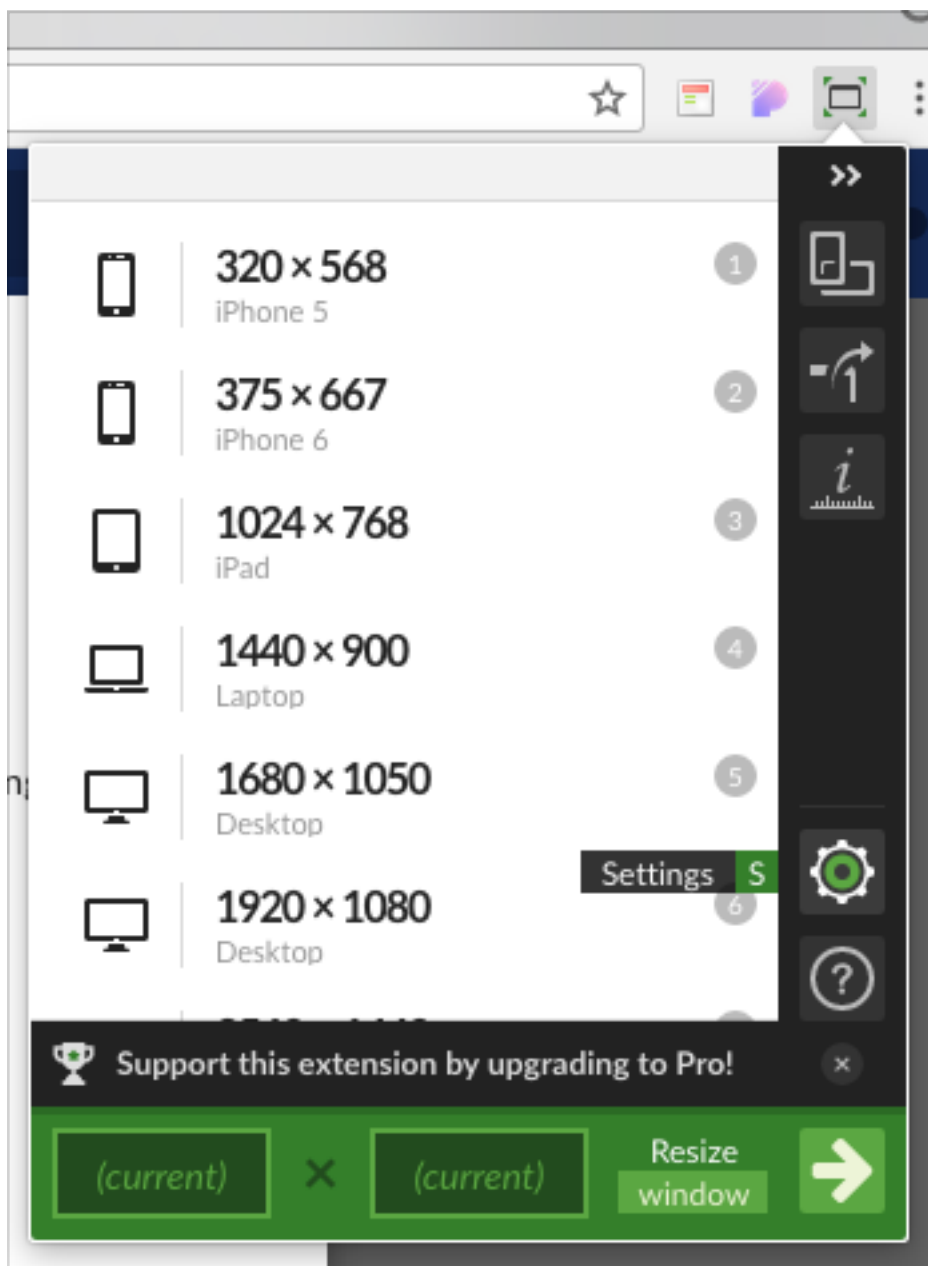 320 × 568
iPhone 5
1
375 × 667
iPhone 6
2
1024 × 768
iPad
3
1440 × 900
Laptop
4
1680 × 1050
Desktop
5
Settings S
1920 × 1080
Desktop
6
Support this extension by upgrading to Pro!
(current) × (current)
Resize
window